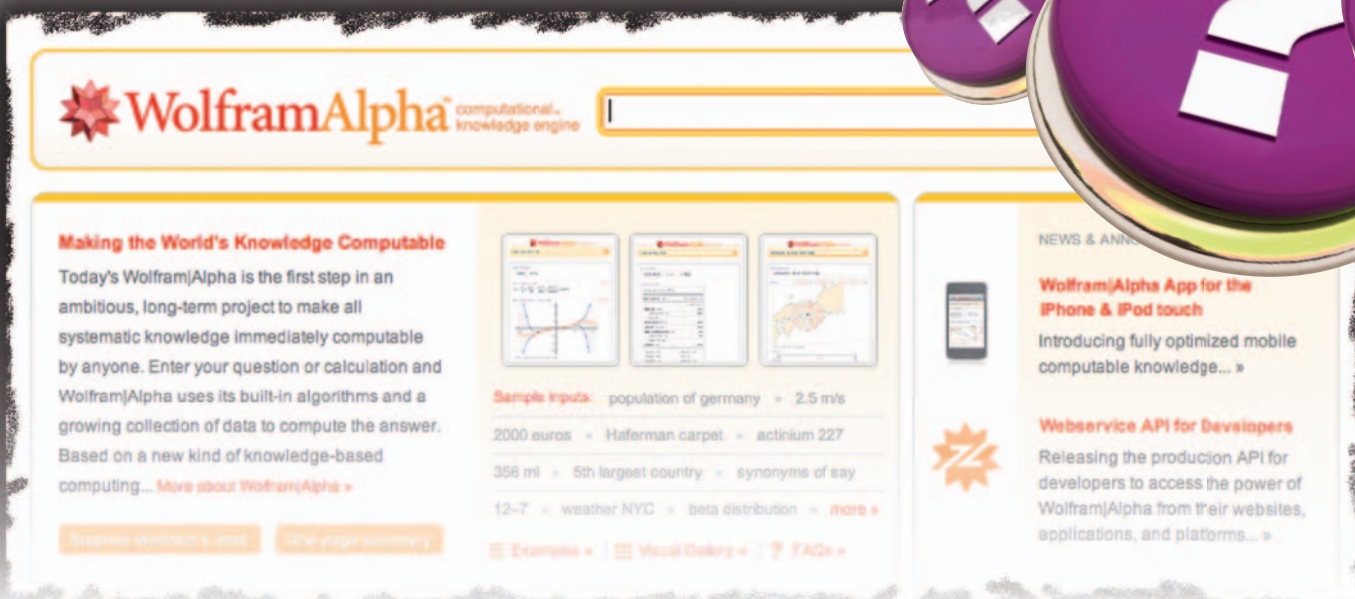 WolframAlpha™ computational..
knowledge engine
Making the World's Knowledge Computable
Today's Wolfram|Alpha is the first step in an
ambitious, long-term project to make all
systematic knowledge immediately computable
by anyone. Enter your question or calculation and
Wolfram|Alpha uses its built-in algorithms and a
growing collection of data to compute the answer.
Based on a new kind of knowledge-based
computing... More about Wolfram|Alpha »
Sample inputs: population of germany » 2.5 m/s
2000 euros » Haferman carpet » actinium 227
356 ml » 5th largest country » synonyms of say
12–7 » weather NYC » beta distribution » more »
Examples » Visual Gallery » ? FAQs »
NEWS & ANNO
Wolfram|Alpha App for the
iPhone & iPod touch
Introducing fully optimized mobile
computable knowledge... »
Webservice API for Developers
Releasing the producion API for
developers to access the power of
Wolfram|Alpha from their websites,
applications, and platforms... »